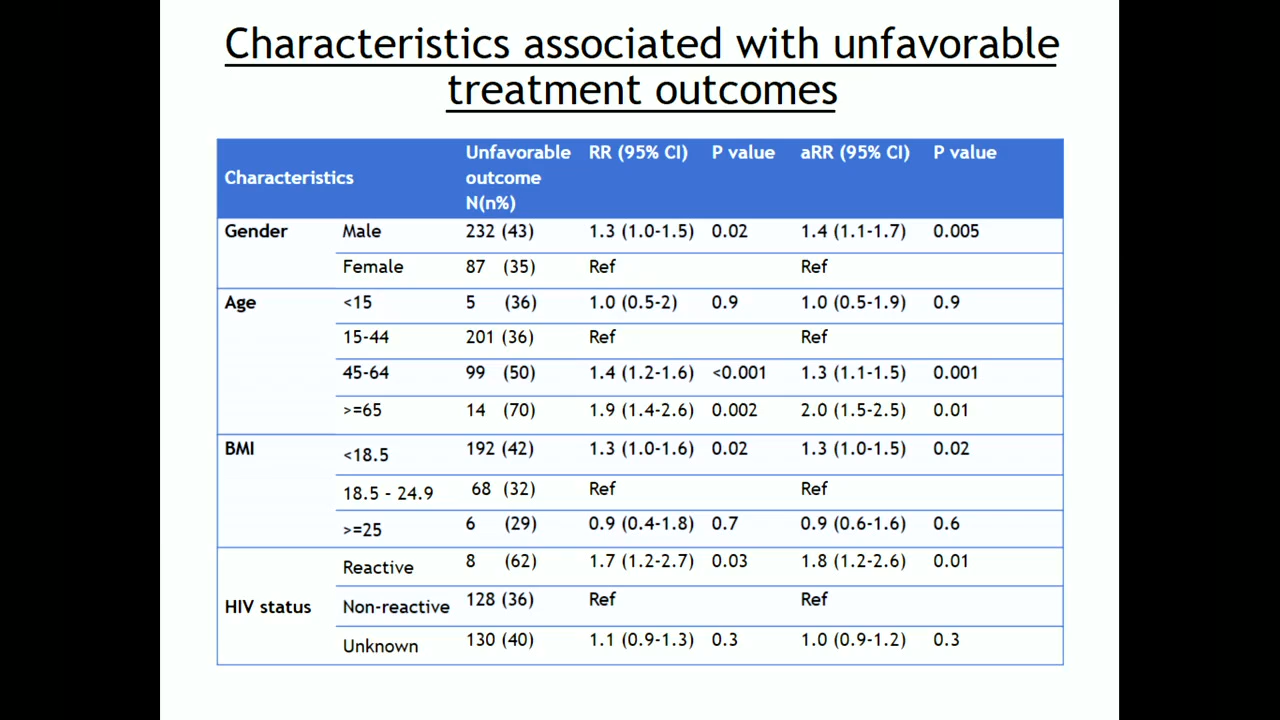 Characteristics associated with unfavorable
treatment outcomes
Characteristics Unfavorable outcome N(n%) RR (95% CI) P value aRR (95% CI) P value
Gender Male 232 (43) 1.3 (1.0-1.5) 0.02 1.4 (1.1-1.7) 0.005
Female 87 (35) Ref Ref
Age <15 5 (36) 1.0 (0.5-2) 0.9 1.0 (0.5-1.9) 0.9
15-44 201 (36) Ref Ref
45-64 99 (50) 1.4 (1.2-1.6) <0.001 1.3 (1.1-1.5) 0.001
>=65 14 (70) 1.9 (1.4-2.6) 0.002 2.0 (1.5-2.5) 0.01
BMI <18.5 192 (42) 1.3 (1.0-1.6) 0.02 1.3 (1.0-1.5) 0.02
18.5 - 24.9 68 (32) Ref Ref
>=25 6 (29) 0.9 (0.4-1.8) 0.7 0.9 (0.6-1.6) 0.6
Reactive 8 (62) 1.7 (1.2-2.7) 0.03 1.8 (1.2-2.6) 0.01
HIV status Non-reactive 128 (36) Ref Ref
Unknown 130 (40) 1.1 (0.9-1.3) 0.3 1.0 (0.9-1.2) 0.3